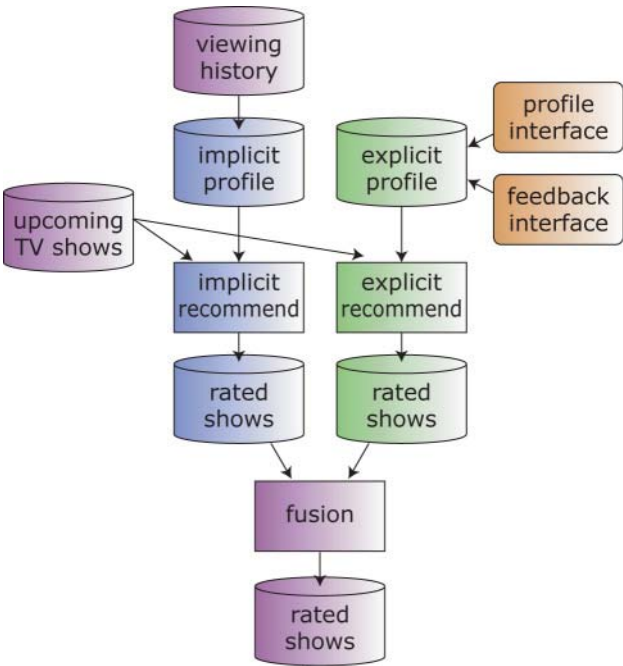 viewing
history
implicit
profile
explicit
profile
profile
interface
feedback
interface
upcoming
TV shows
implicit
recommend
explicit
recommend
rated
shows
rated
shows
fusion
rated
shows